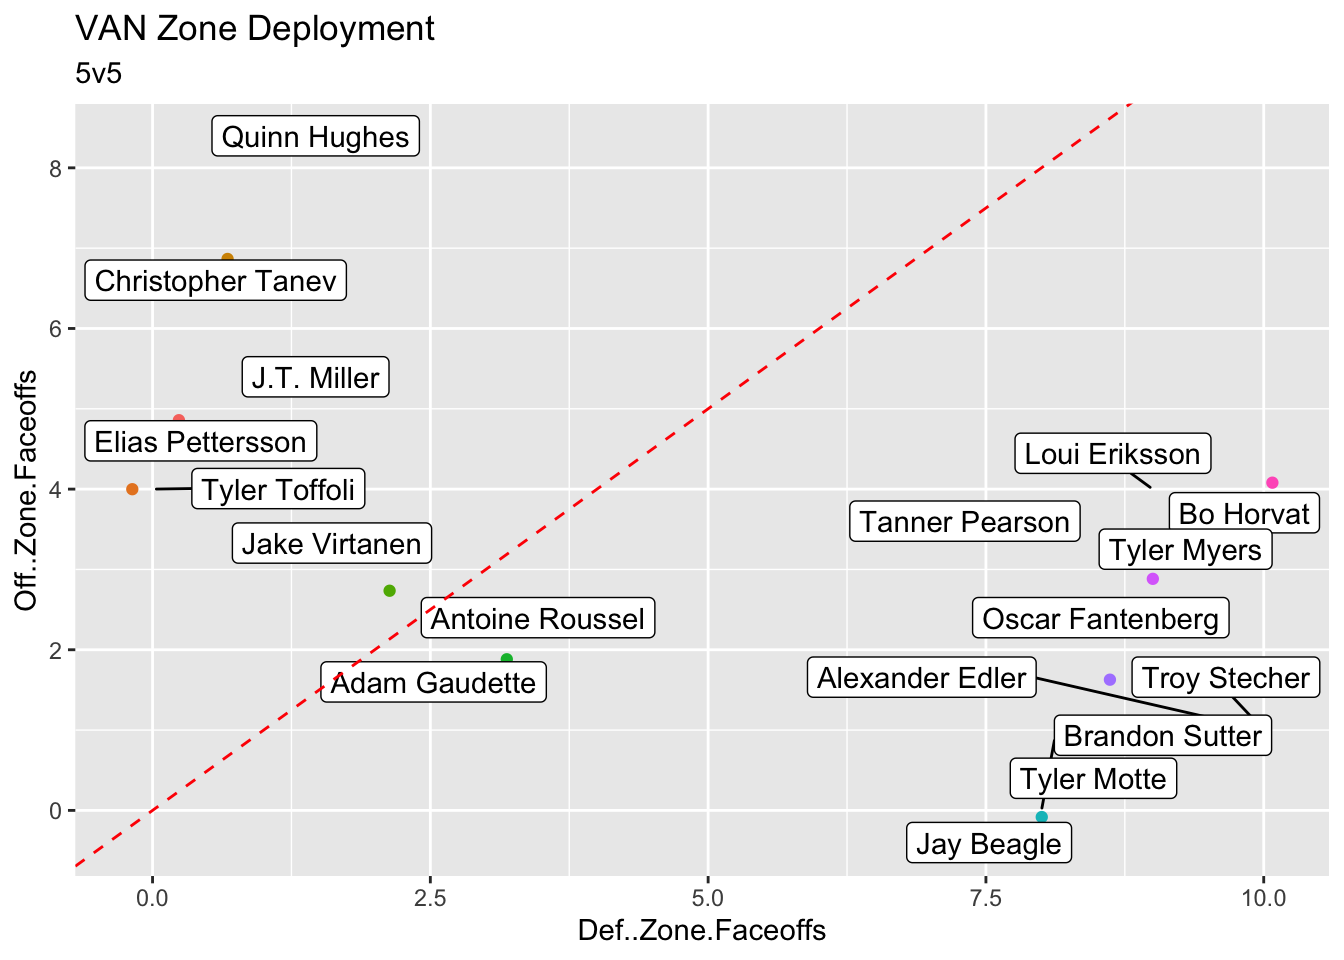 VAN Zone Deployment
5v5
Quinn Hughes
Christopher Tanev
J.T. Miller
Elias Pettersson
Tyler Toffoli
Loui Eriksson
Bo Horvat
Tanner Pearson
Jake Virtanen
Tyler Myers
Antoine Roussel
Oscar Fantenberg
Adam Gaudette
Alexander Edler
Troy Stecher
Brandon Sutter
Tyler Motte
Jay Beagle
8
6
4
2
0
Off..Zone.Faceoffs
0.0 2.5 5.0 7.5 10.0
Def..Zone.Faceoffs